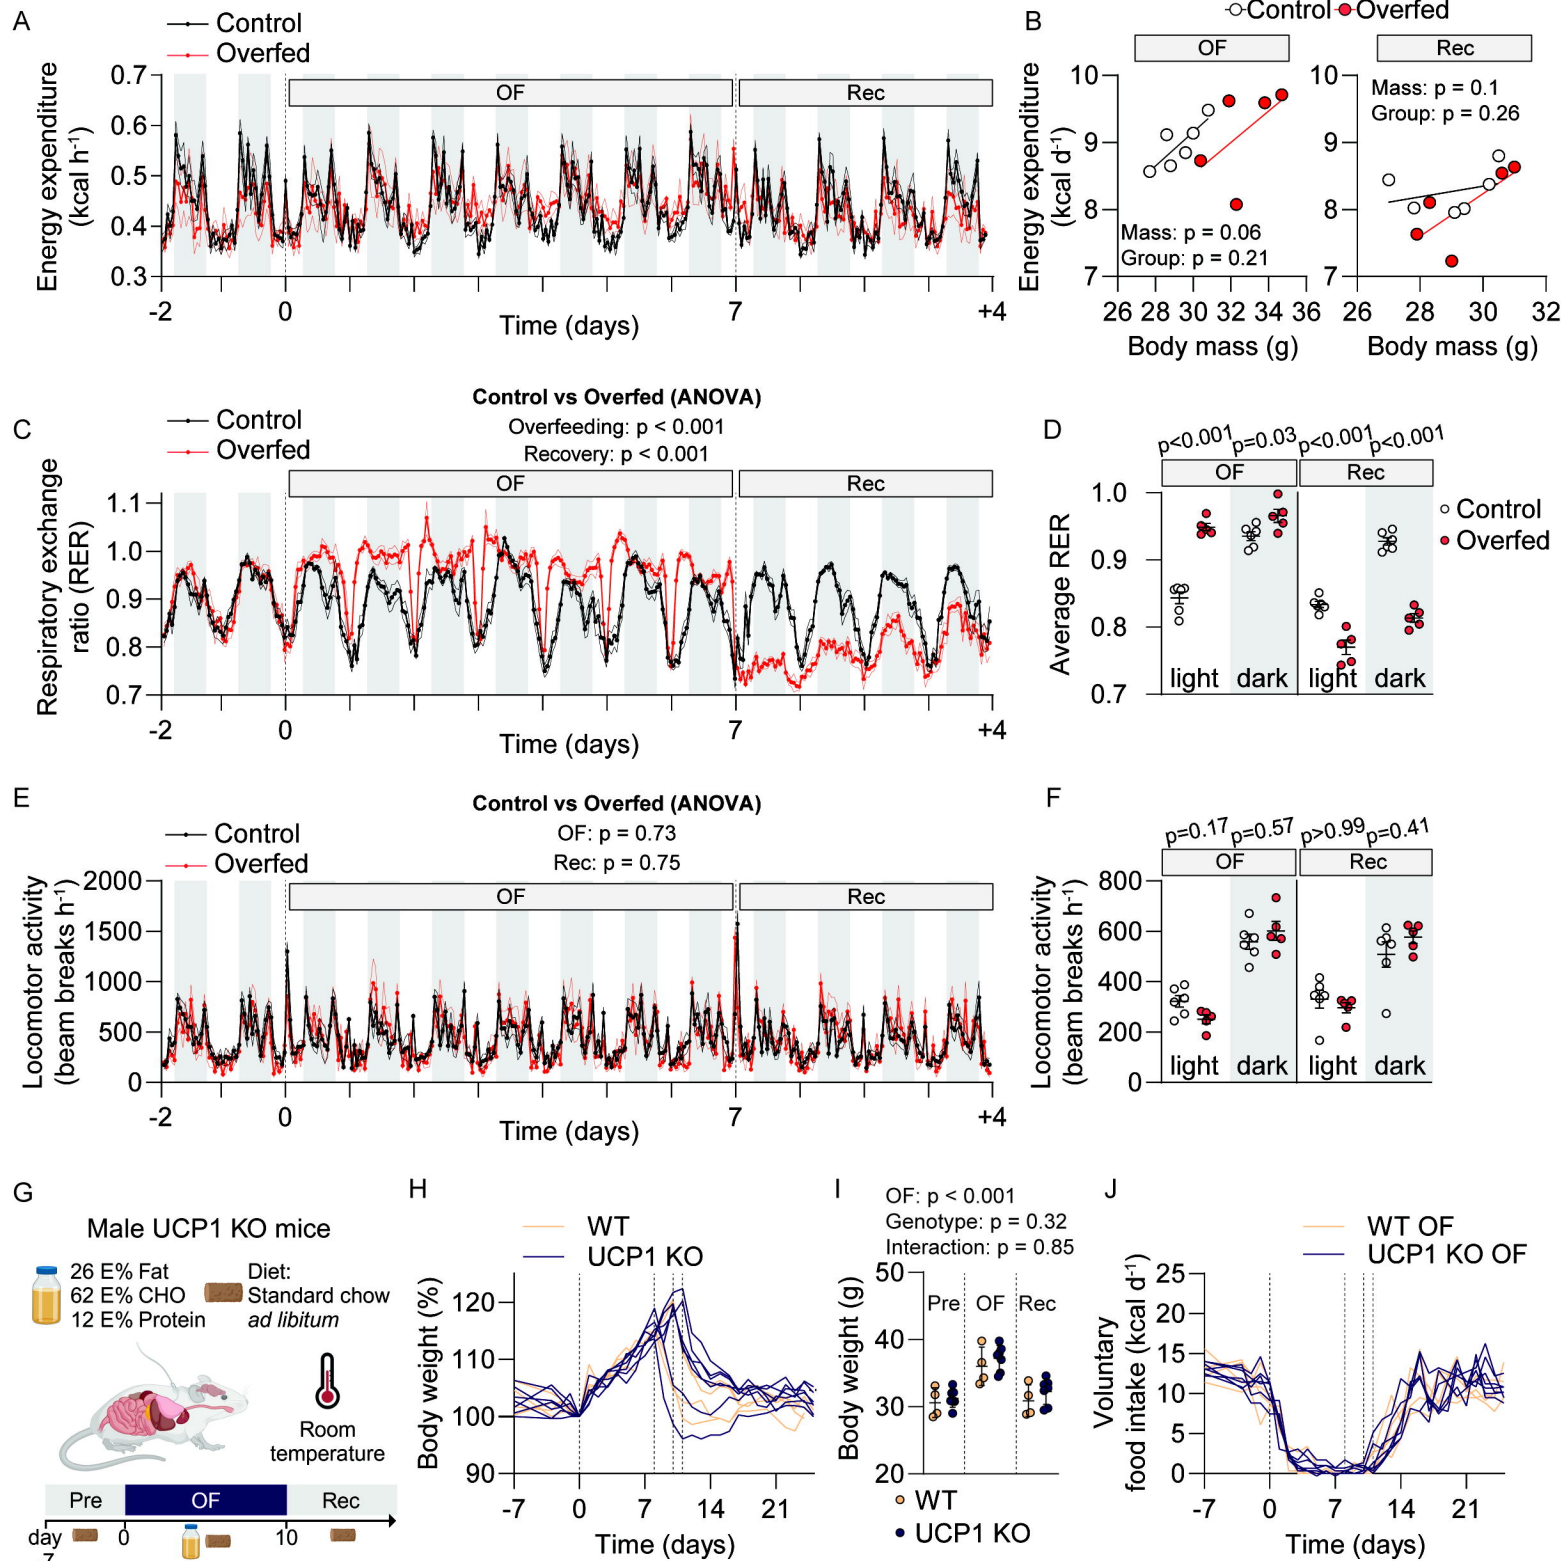 A
Control
Overfed
Energy expenditure
(kcal h⁻¹)
0.7
0.6
0.5
0.4
0.3
OF
Rec
-2
0
7
+4
Time (days)
B
Control
Overfed
OF
Rec
Energy expenditure
(kcal d⁻¹)
10
9
8
7
Mass: p = 0.06
Group: p = 0.21
26 28 30 32 34 36
Body mass (g)
10
9
8
7
Mass: p = 0.1
Group: p = 0.26
26 28 30 32
Body mass (g)
C
Control
Overfed
Control vs Overfed (ANOVA)
Overfeeding: p < 0.001
Recovery: p < 0.001
Respiratory exchange
ratio (RER)
1.1
1.0
0.9
0.8
0.7
OF
Rec
-2
0
7
+4
Time (days)
D
p<0.001
p=0.03
p<0.001
p<0.001
OF
Rec
Average RER
1.0
0.9
0.8
0.7
light
dark
light
dark
Control
Overfed
E
Control
Overfed
Control vs Overfed (ANOVA)
OF: p = 0.73
Rec: p = 0.75
Locomotor activity
(beam breaks h⁻¹)
2000
1500
1000
500
0
OF
Rec
-2
0
7
+4
Time (days)
F
p=0.17
p=0.57
p>0.99
p=0.41
OF
Rec
Locomotor activity
(beam breaks h⁻¹)
800
600
400
200
0
light
dark
light
dark
G
Male UCP1 KO mice
26 E% Fat
62 E% CHO
12 E% Protein
Diet:
Standard chow
ad libitum
Room
temperature
Pre
OF
Rec
day
0
10
H
WT
UCP1 KO
Body weight (%)
120
110
100
90
-7
0
7
14
21
Time (days)
I
OF: p < 0.001
Genotype: p = 0.32
Interaction: p = 0.85
Body weight (g)
50
40
30
20
Pre
OF
Rec
WT
UCP1 KO
J
WT OF
UCP1 KO OF
Voluntary
food intake (kcal d⁻¹)
25
20
15
10
5
0
-7
0
7
14
21
Time (days)